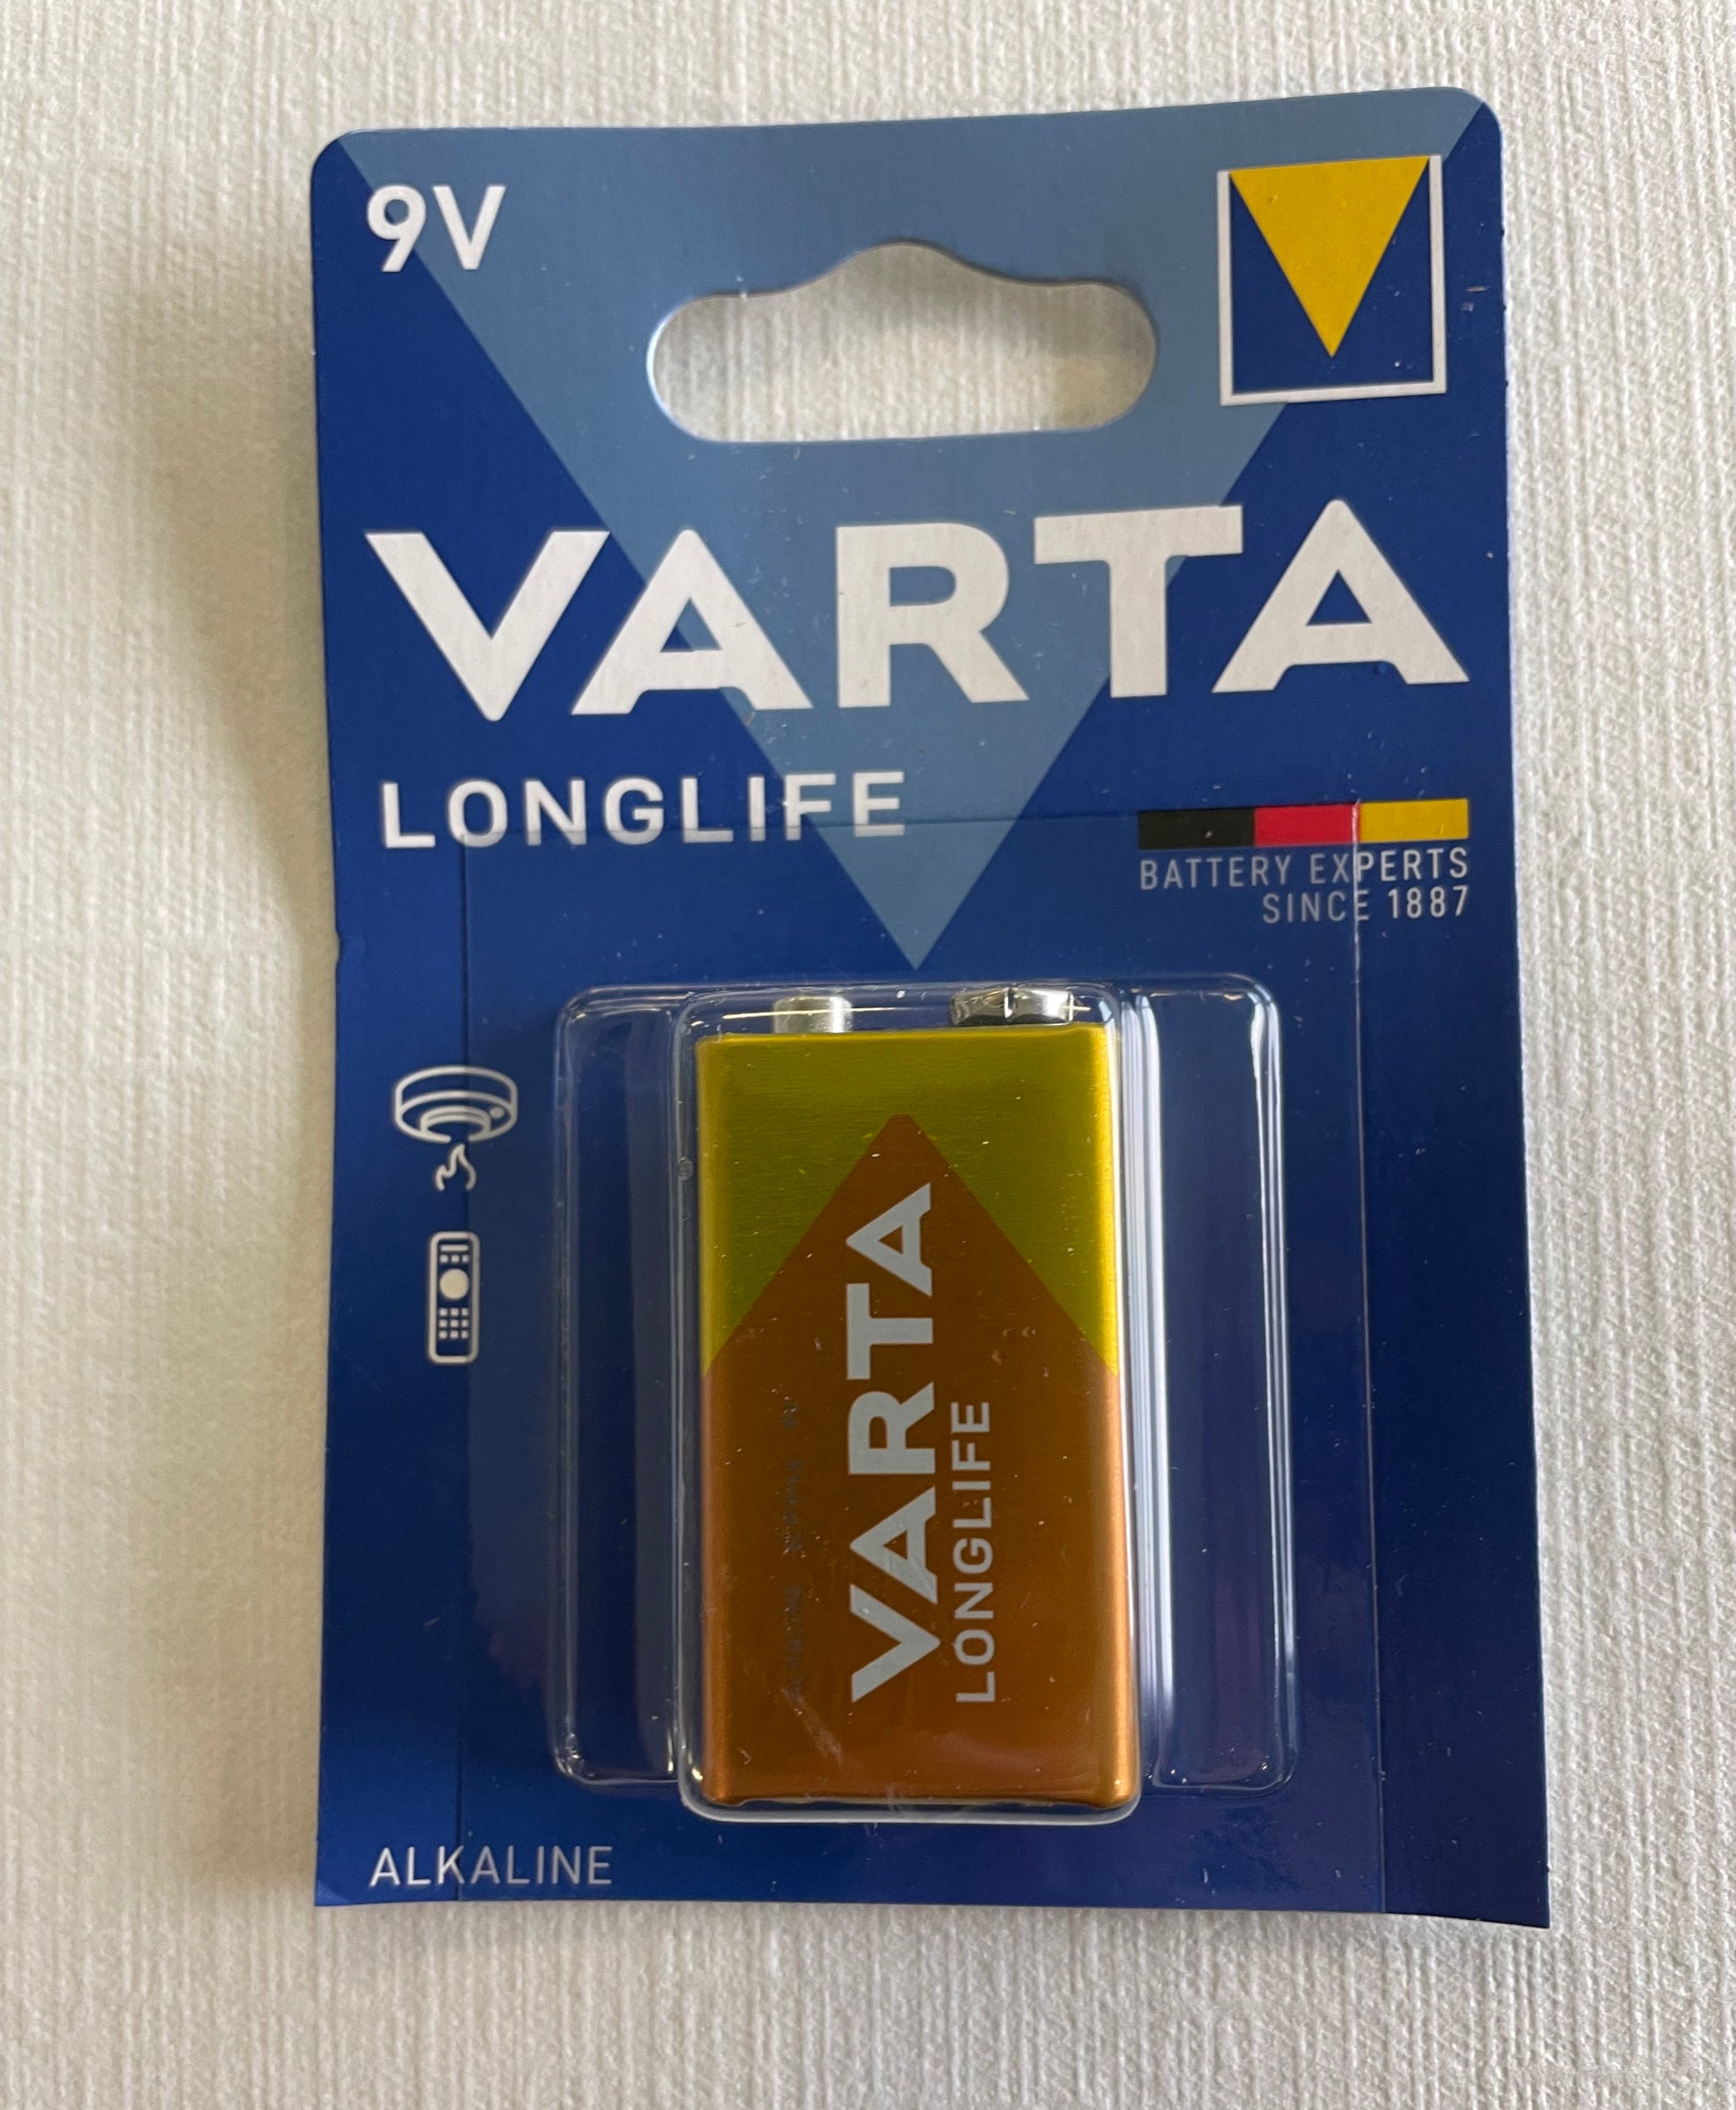 9V
VARTA
LONGLIFE
BATTERY EXPERTS
SINCE 1887
VARTA
LONGLIFE
ALKALINE